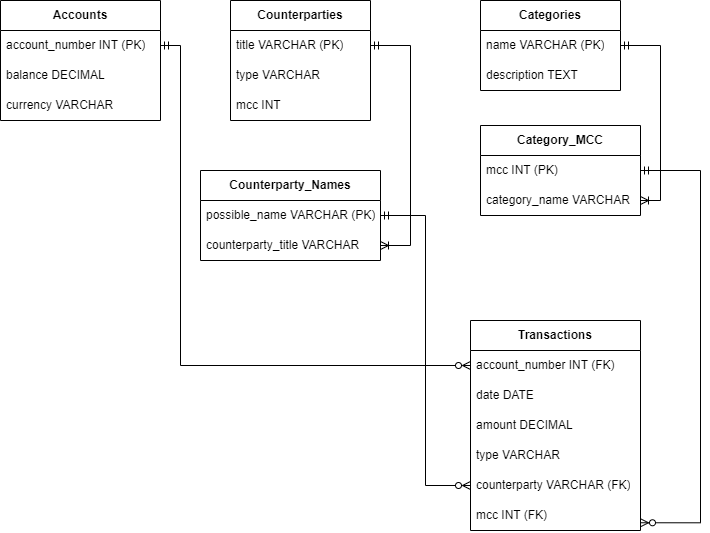 Accounts
account_number INT (PK)
balance DECIMAL
currency VARCHAR
Counterparties
title VARCHAR (PK)
type VARCHAR
mcc INT
Categories
name VARCHAR (PK)
description TEXT
Category_MCC
mcc INT (PK)
category_name VARCHAR
Counterparty_Names
possible_name VARCHAR (PK)
counterparty_title VARCHAR
Transactions
account_number INT (FK)
date DATE
amount DECIMAL
type VARCHAR
counterparty VARCHAR (FK)
mcc INT (FK)